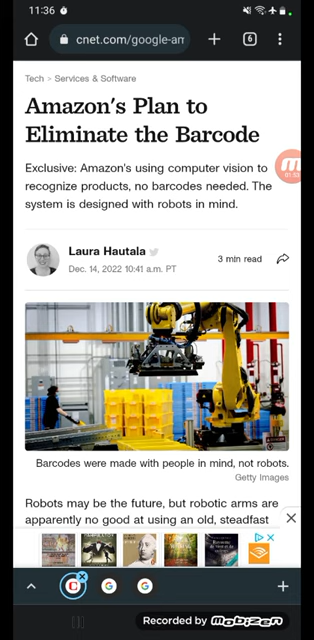 11:36
cnet.com/google-am
6
Tech > Services & Software
Amazon's Plan to
Eliminate the Barcode
Exclusive: Amazon's using computer vision to
recognize products, no barcodes needed. The
system is designed with robots in mind.
01:53
Laura Hautala
Dec. 14, 2022 10:41 a.m. PT
3 min read
Barcodes were made with people in mind, not robots.
Getty Images
Robots may be the future, but robotic arms are
apparently no good at using an old, steadfast
Recorded by Mobizen